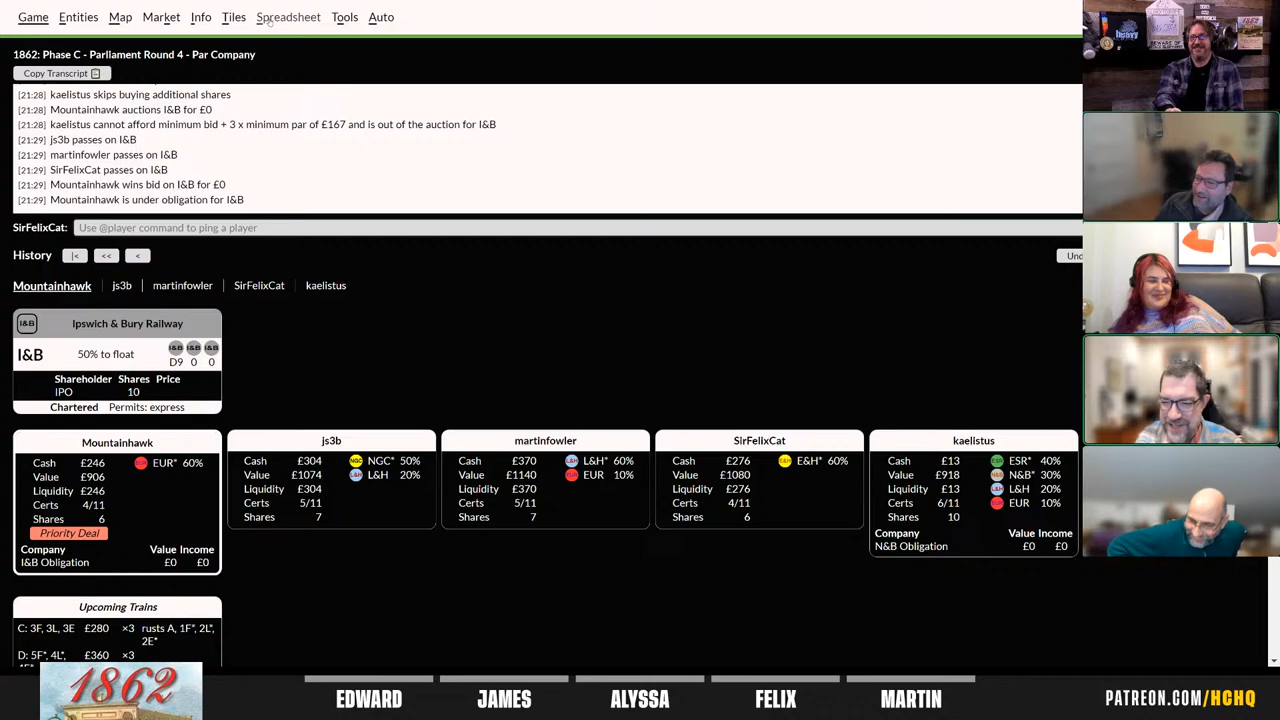 Game Entities Map Market Info Tiles Spreadsheet Tools Auto
1862: Phase C - Parliament Round 4 - Par Company
Copy Transcript
[21:28] kaelistus skips buying additional shares
[21:28] Mountainhawk auctions I&B for £0
[21:28] kaelistus cannot afford minimum bid + 3 x minimum par of £167 and is out of the auction for I&B
[21:29] js3b passes on I&B
[21:29] martinfowler passes on I&B
[21:29] SirFelixCat passes on I&B
[21:29] Mountainhawk wins bid on I&B for £0
[21:29] Mountainhawk is under obligation for I&B
SirFelixCat: Use @player command to ping a player
History |< << < Und
Mountainhawk js3b martinfowler SirFelixCat kaelistus
I&B Ipswich & Bury Railway
I&B 50% to float I&B I&B I&B
D9 0 0
Shareholder Shares Price
IPO 10
Chartered Permits: express
Mountainhawk
Cash £246 EUR* 60%
Value £906
Liquidity £246
Certs 4/11
Shares 6
Priority Deal
Company Value Income
I&B Obligation £0 £0
js3b
Cash £304 NGC NGC* 50%
Value £1074 L&H L&H 20%
Liquidity £304
Certs 5/11
Shares 7
martinfowler
Cash £370 L&H L&H* 60%
Value £1140 EUR 10%
Liquidity £370
Certs 5/11
Shares 7
SirFelixCat
Cash £276 E&H E&H* 60%
Value £1080
Liquidity £276
Certs 4/11
Shares 6
kaelistus
Cash £13 ESR* 40%
Value £918 N&B* 30%
Liquidity £13 L&H 20%
Certs 6/11 EUR 10%
Shares 10
Company Value Income
N&B Obligation £0 £0
Upcoming Trains
C: 3F, 3L, 3E £280 ×3 rusts A, 1F*, 2L*,
2E*
D: 5F*, 4L*, £360 ×3
1862
EDWARD JAMES ALYSSA FELIX MARTIN
PATREON.COM/HCHQ